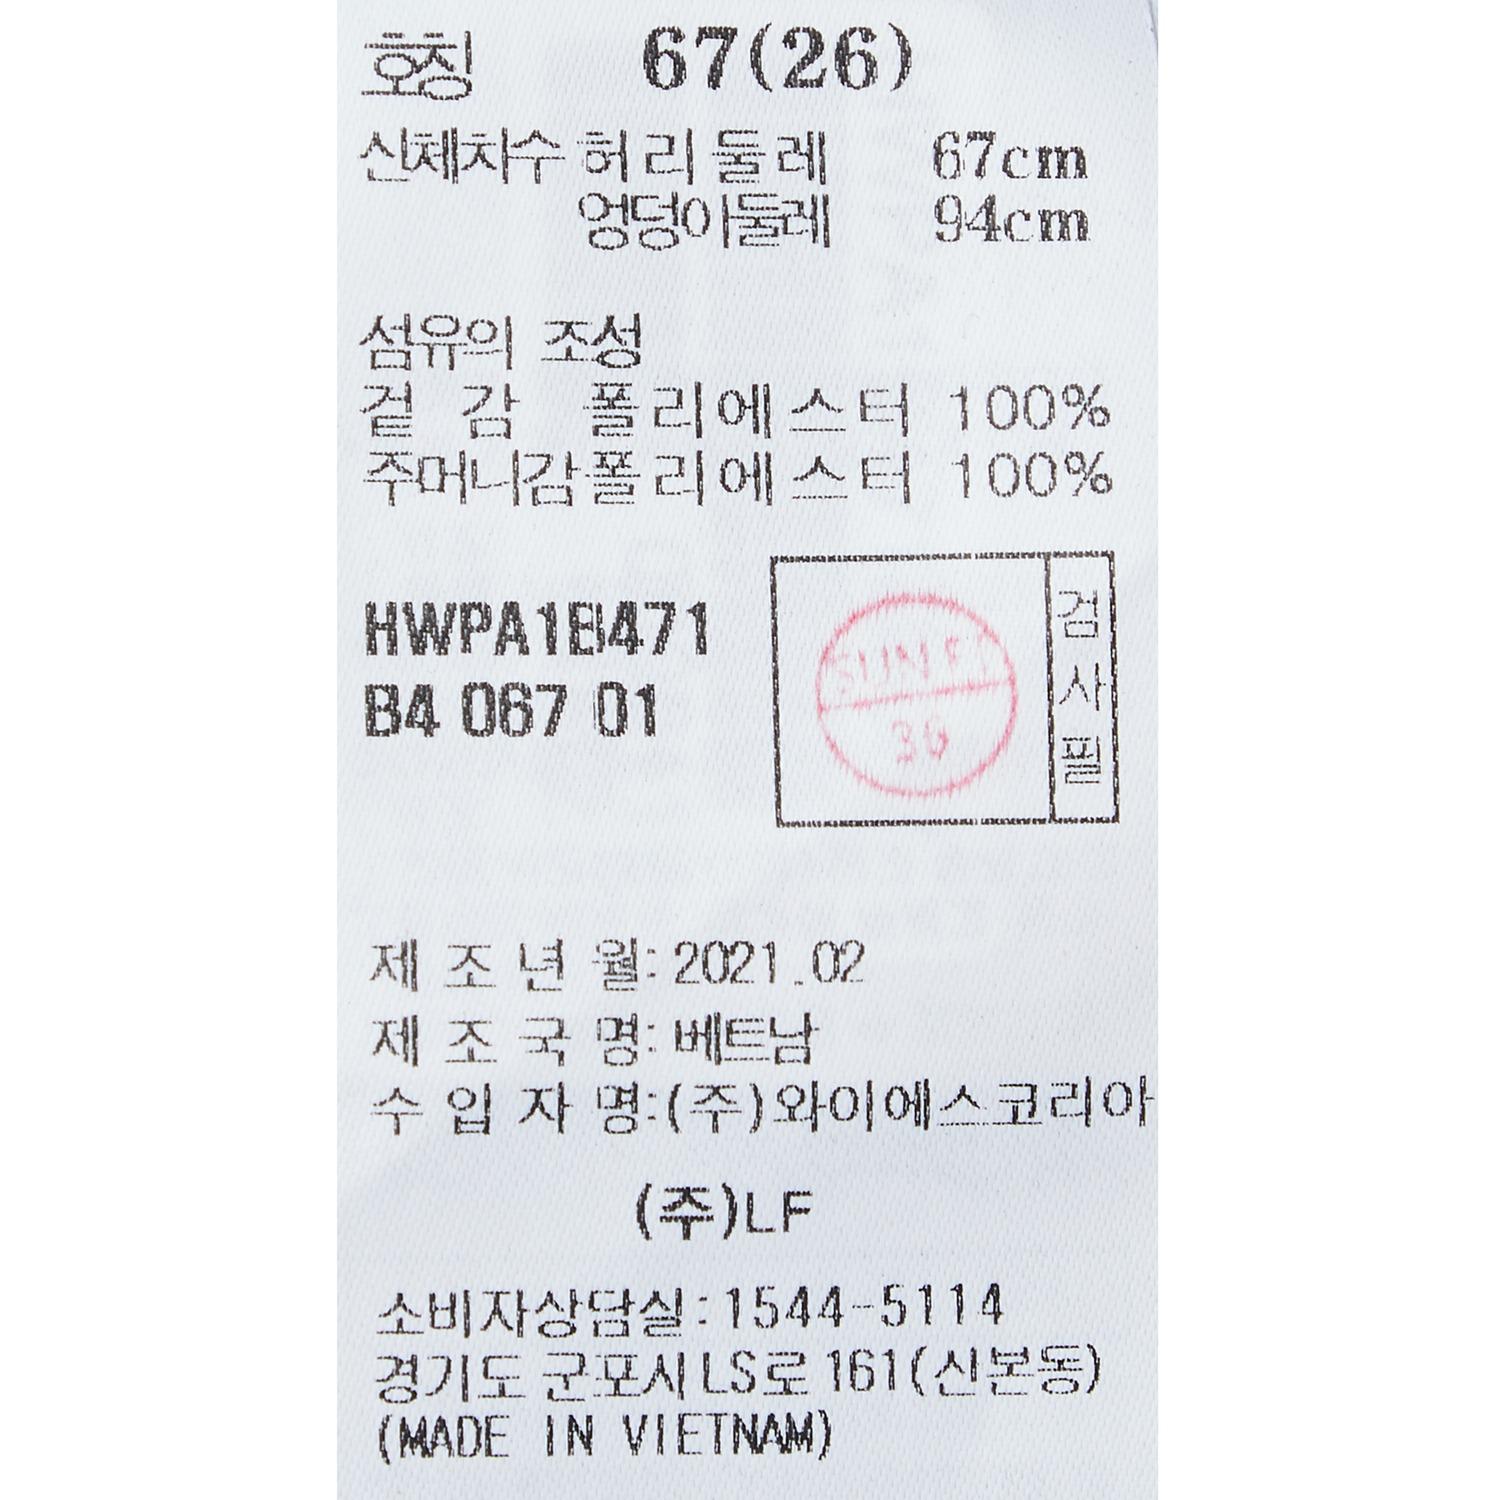 호칭 67(26)
신체치수 허리둘레 67cm
엉덩이둘레 94cm
섬유의 조성
겉감 폴리에스터 100%
주머니감 폴리에스터 100%
HWPA1B471
B4 067 01
검사필
36
제조년월: 2021.02
제조국명: 베트남
수입자명:(주)와이에스코리아
(주)LF
소비자상담실:1544-5114
경기도 군포시 LS로 161(산본동)
(MADE IN VIETNAM)